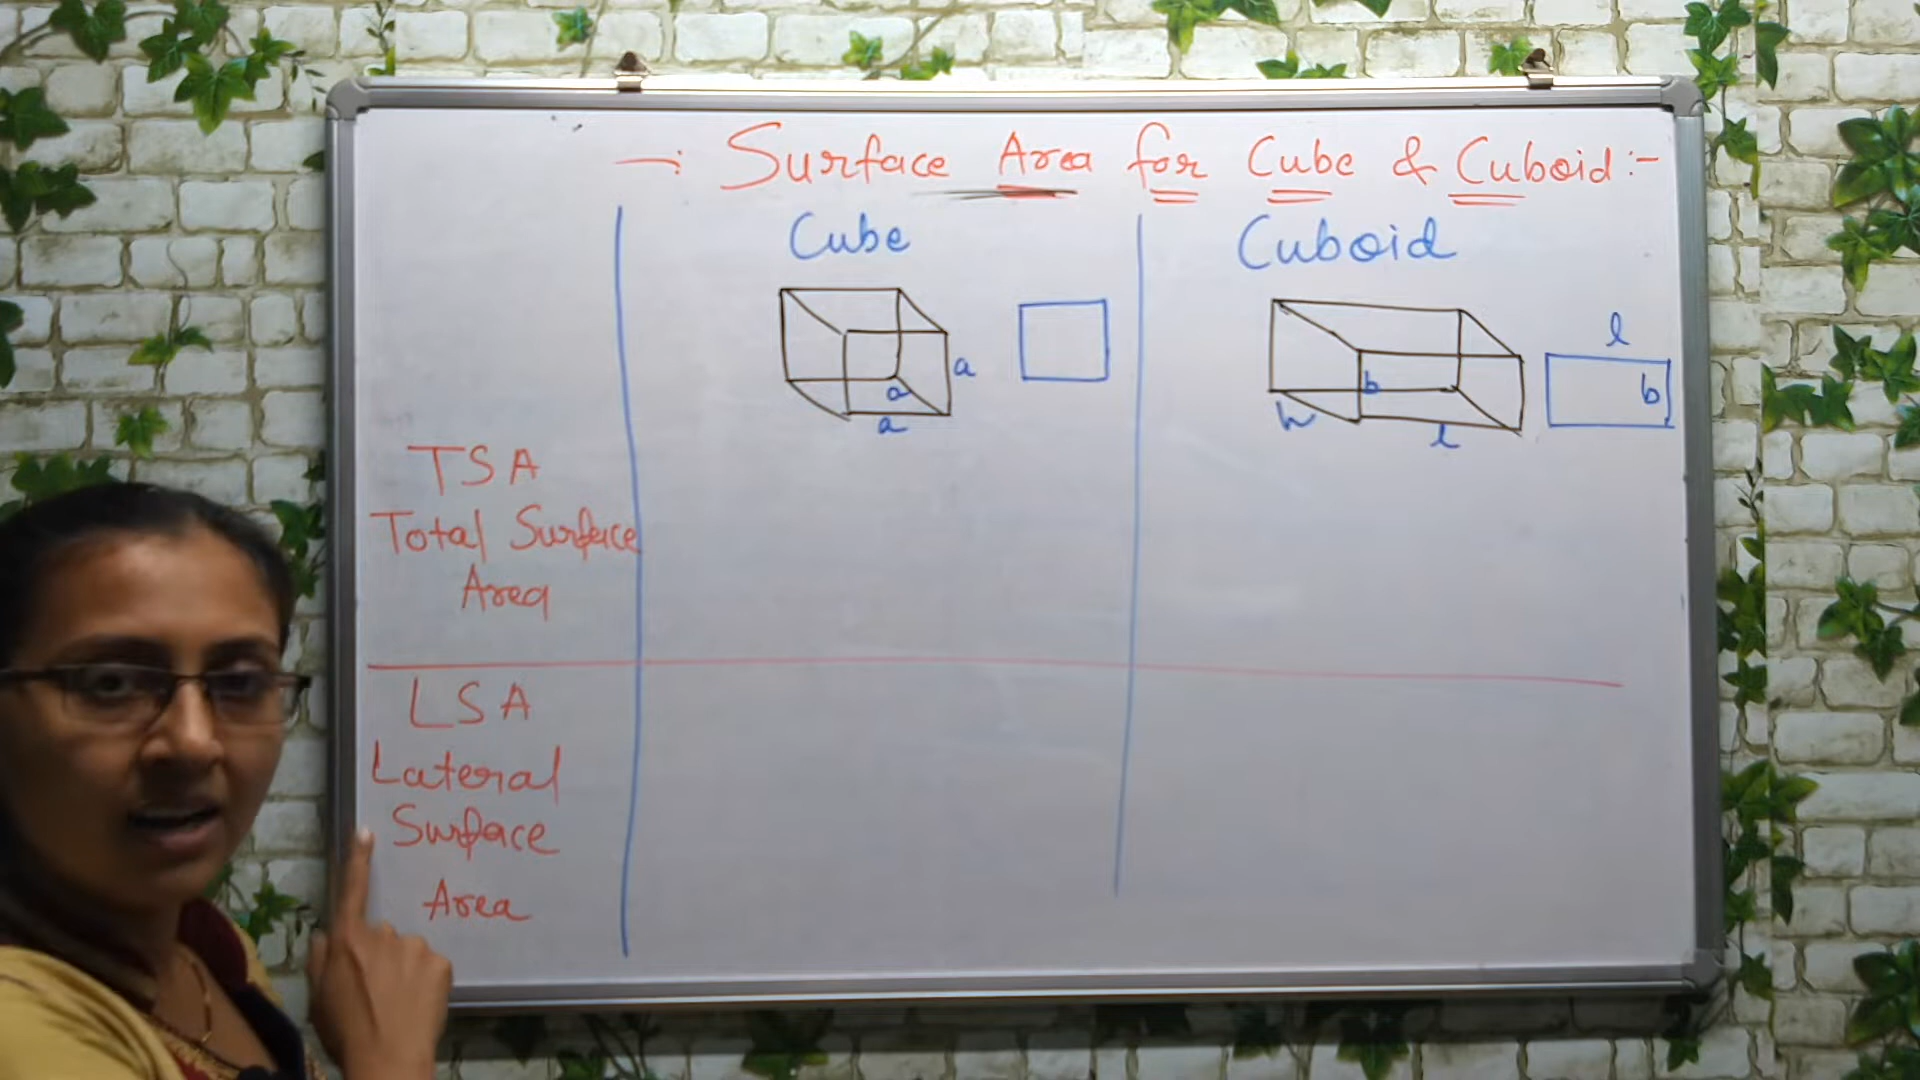 —: Surface Area for Cube & Cuboid:-
Cube
Cuboid
a
a
a
b
h
l
l
b
TSA
Total Surface
Area
LSA
Lateral
Surface
Area